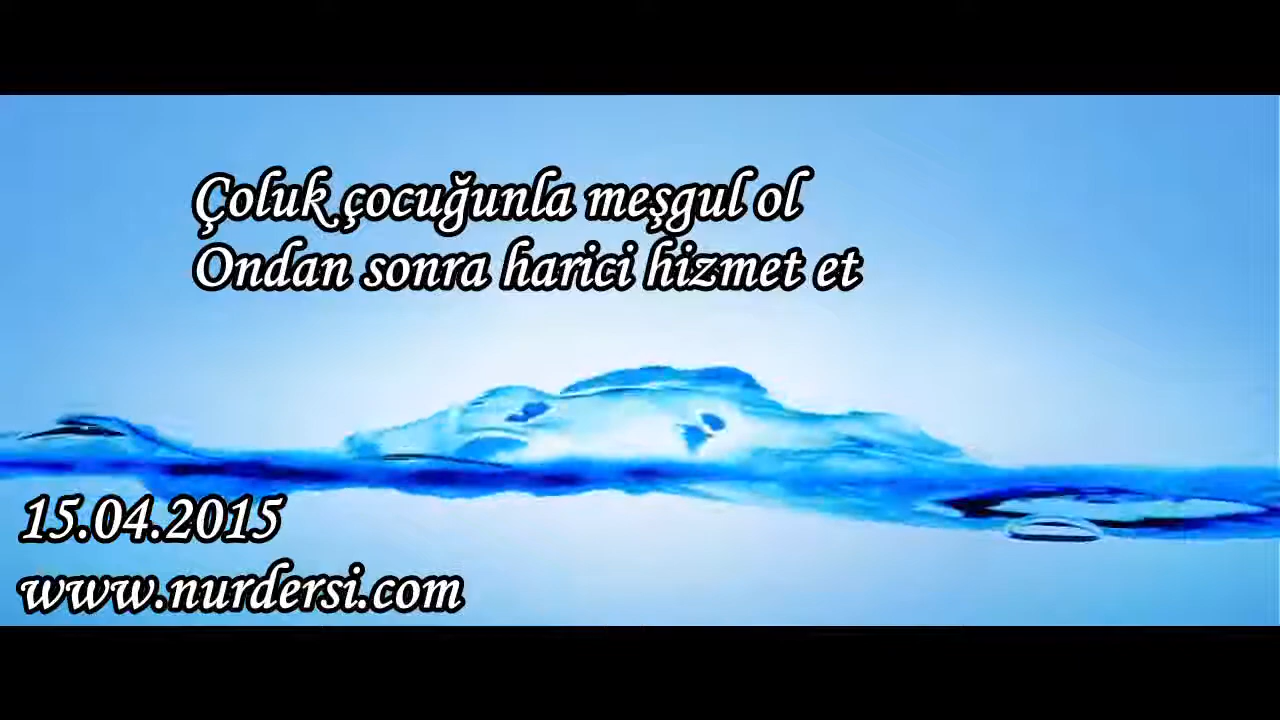 Çoluk çocuğunla meşgul ol
Ondan sonra harici hizmet et
15.04.2015
www.nurdersi.com